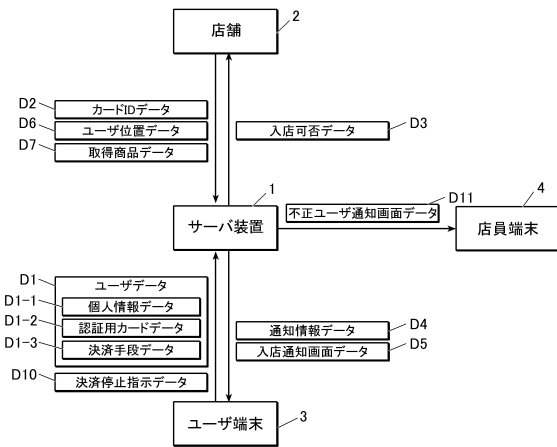 店舗
2
D2
カードIDデータ
D6
ユーザ位置データ
D7
取得商品データ
入店可否データ
D3
1
サーバ装置
D11
不正ユーザ通知画面データ
4
店員端末
D1
ユーザデータ
D1-1
個人情報データ
D1-2
認証用カードデータ
D1-3
決済手段データ
D10
決済停止指示データ
通知情報データ
D4
入店通知画面データ
D5
ユーザ端末
3